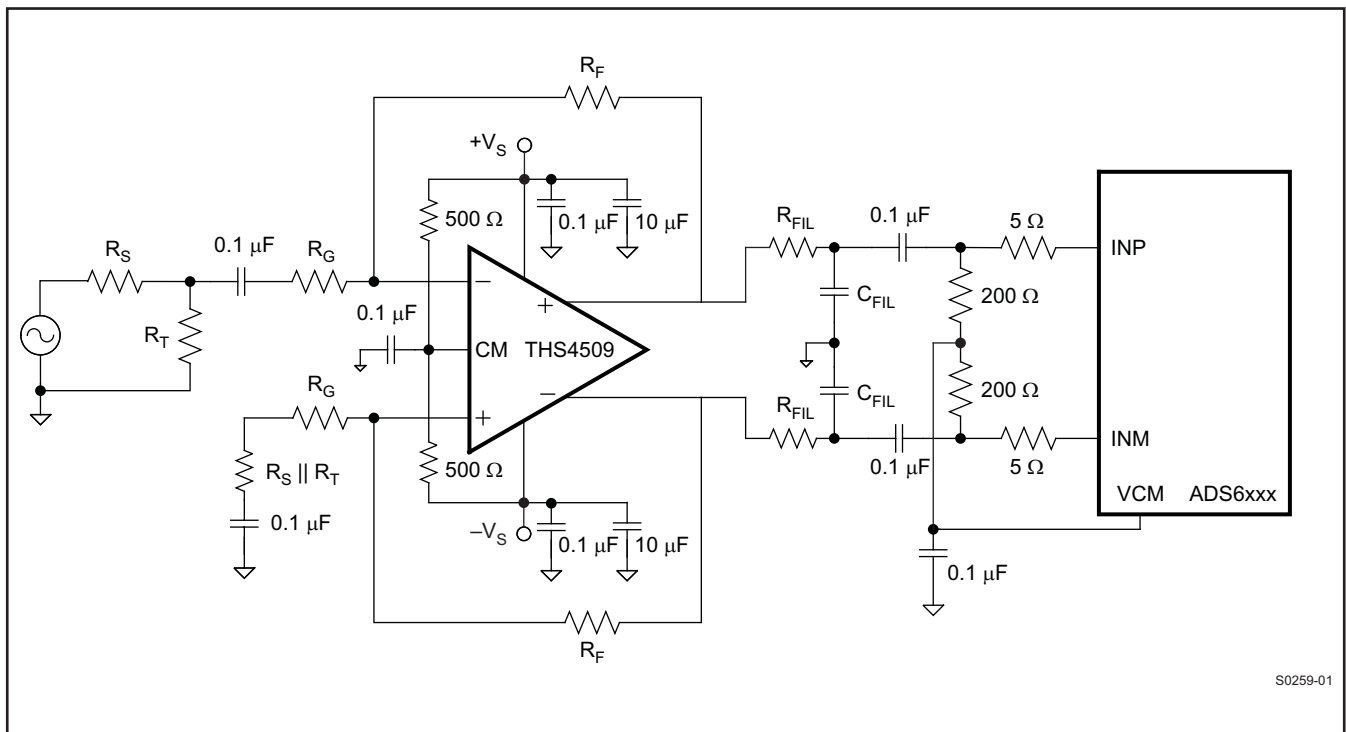 R_F
+V_S
500 Ω
0.1 μF
10 μF
R_FIL
0.1 μF
5 Ω
INP
R_S
0.1 μF
R_G
−
+
C_FIL
200 Ω
R_T
0.1 μF
CM THS4509
R_G
+
−
C_FIL
200 Ω
R_FIL
R_S || R_T
500 Ω
0.1 μF
5 Ω
INM
0.1 μF
−V_S
0.1 μF
10 μF
VCM ADS6xxx
0.1 μF
R_F
S0259-01